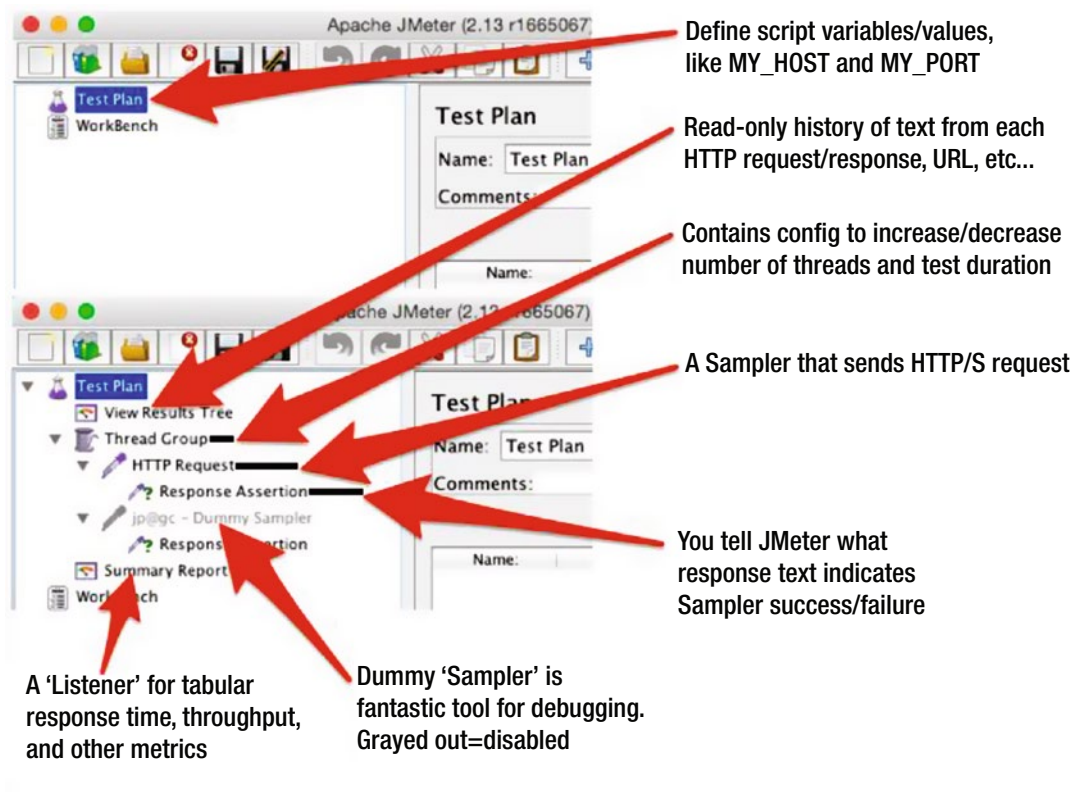 Apache JMeter (2.13 r1665067)
Define script variables/values,
like MY_HOST and MY_PORT
Test Plan
WorkBench
Test Plan
Name: Test Plan
Comments:
Name:
Read-only history of text from each
HTTP request/response, URL, etc...
Contains config to increase/decrease
number of threads and test duration
A Sampler that sends HTTP/S request
JMeter
Test Plan
View Results Tree
Thread Group
HTTP Request
Response Assertion
jp@gc - Dummy Sampler
Summary Report
Test
Name: Test Plan
Comments:
Name:
You tell JMeter what
response text indicates
Sampler success/failure
A ‘Listener’ for tabular
response time, throughput,
and other metrics
Dummy ‘Sampler’ is
fantastic tool for debugging.
Grayed out=disabled